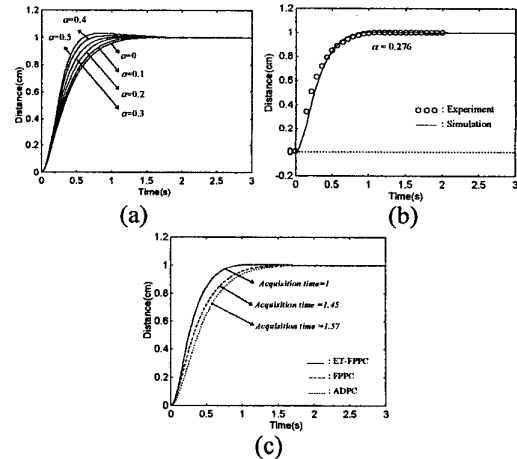 1.2
1
0.8
0.6
0.4
0.2
0
Distance(cm)
α=0.4
α=0.5
α=0
α=0.1
α=0.2
α=0.3
0 0.5 1 1.5 2 2.5 3
Time(s)
(a)
1.2
1
0.8
0.6
0.4
0.2
0
-0.2
Distance(cm)
α = 0.276
: Experiment
: Simulation
0 0.5 1 1.5 2 2.5 3
Time(s)
(b)
1.2
1
0.8
0.6
0.4
0.2
0
Distance(cm)
Acquisition time=1
Acquisition time =1.45
Acquisition time =1.57
: ET-FPPC
: FPPC
: ADPC
0 0.5 1 1.5 2 2.5 3
Time(s)
(c)